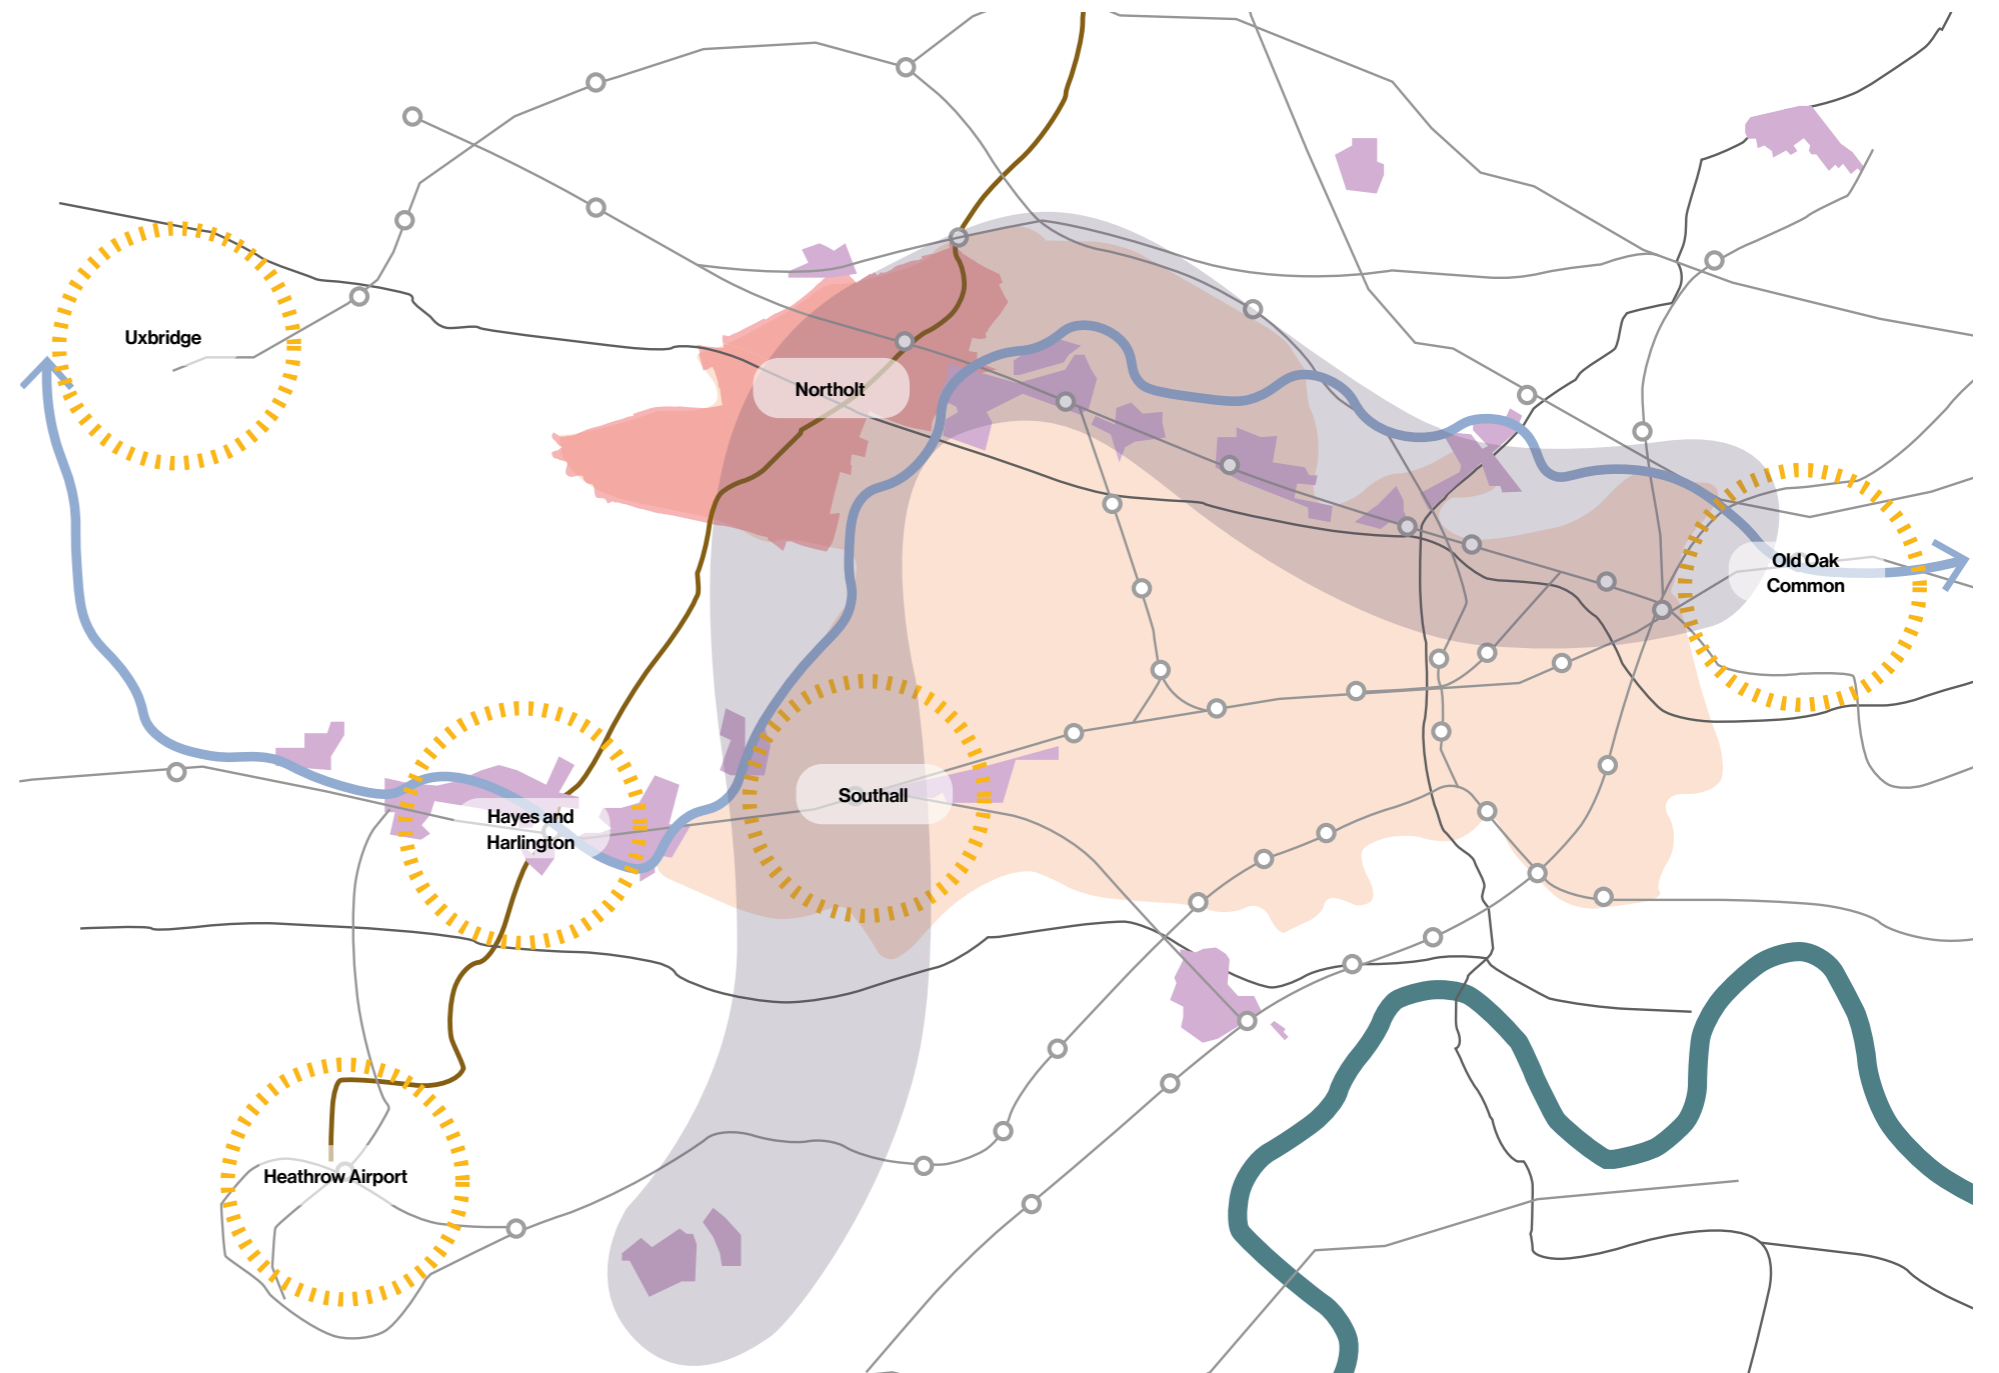 Uxbridge
Northolt
Old Oak
Common
Southall
Hayes and
Harlington
Heathrow Airport